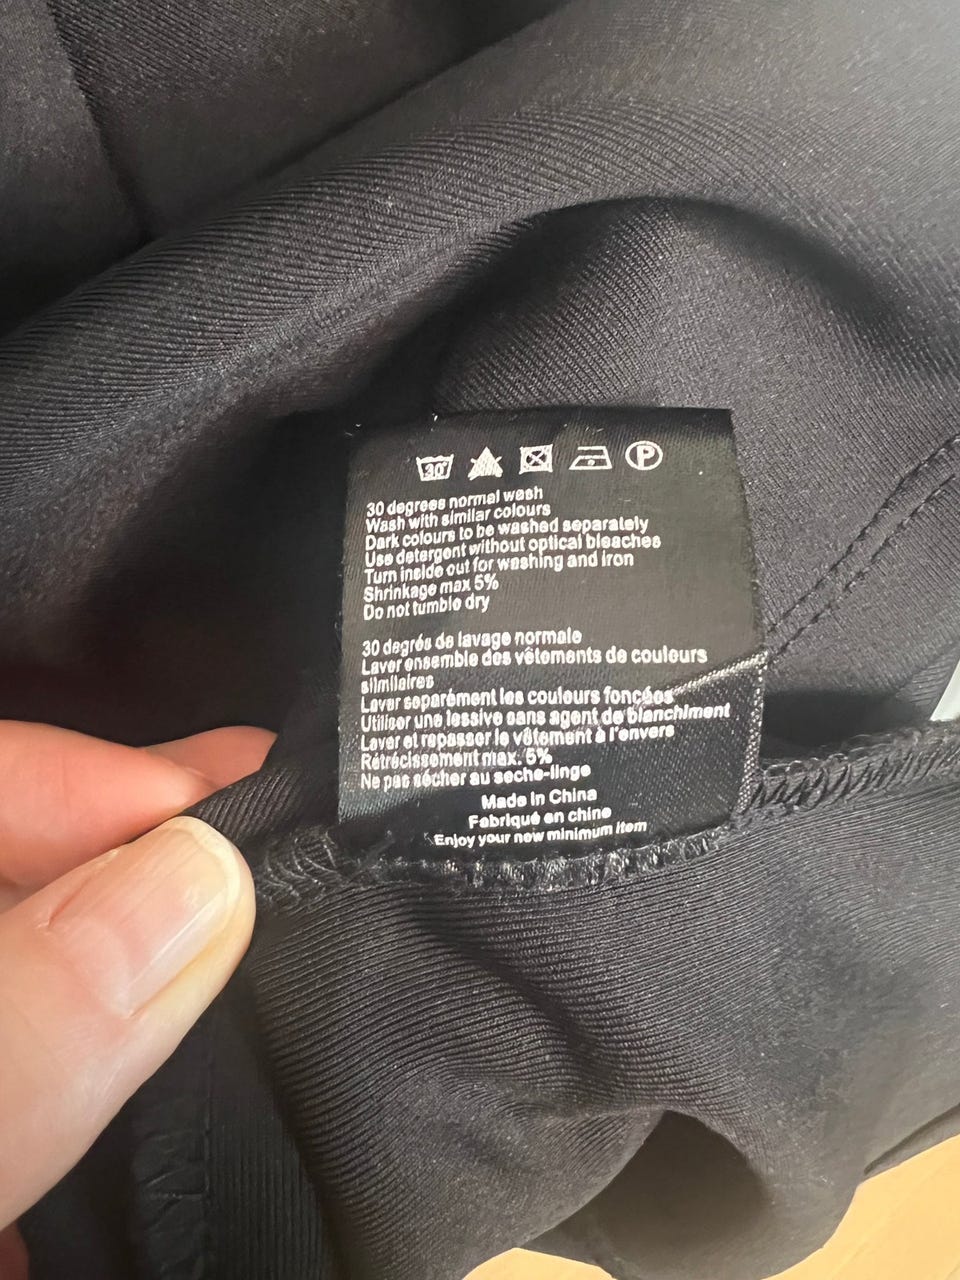 30°
P
30 degrees normal wash
Wash with similar colours
Dark colours to be washed separately
Use detergent without optical bleaches
Turn inside out for washing and iron
Shrinkage max 5%
Do not tumble dry
30 degrés de lavage normale
Laver ensemble des vêtements de couleurs
similaires
Laver separément les couleurs foncées
Utiliser une lessive sans agent de blanchiment
Laver et repasser le vêtement à l'envers
Rétrécissement max. 5%
Ne pas sécher au seche-linge
Made in China
Fabriqué en chine
Enjoy your new minimum item